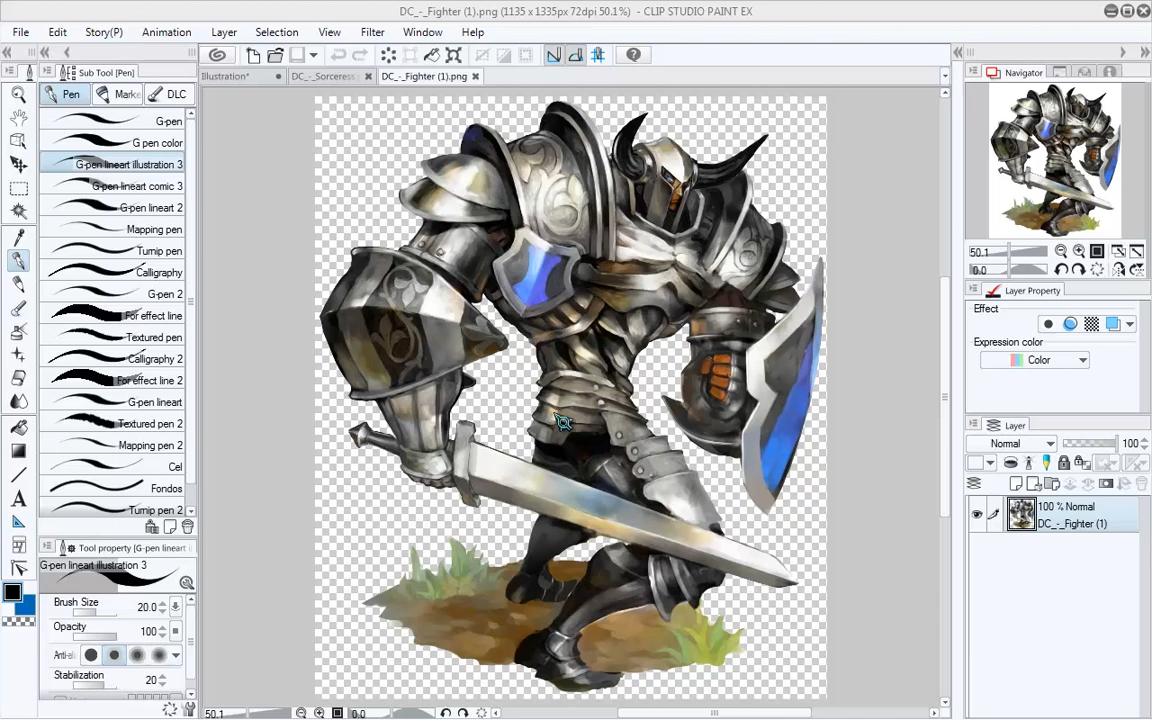 DC_-_Fighter (1).png (1135 x 1335px 72dpi 50.1%) - CLIP STUDIO PAINT EX
File Edit Story(P) Animation Layer Selection View Filter Window Help
Sub Tool [Pen]
Illustration* DC_-_Sorceress DC_-_Fighter (1).png
Navigator
Pen Marke DLC
G-pen
G pen color
G-pen lineart illustration 3
G-pen lineart comic 3
G-pen lineart 2
Mapping pen
Turnip pen
Calligraphy
G-pen 2
For effect line
Textured pen
Calligraphy 2
For effect line 2
G-pen lineart
Textured pen 2
Mapping pen 2
Cel
Fondos
Turnip pen 2
Tool property [G-pen lineart i
G-pen lineart illustration 3
Brush Size 20.0
Opacity 100
Anti-al
Stabilization 20
50.1
0.0
50.1
0.0
Layer Property
Effect
Expression color
Color
Layer
Normal 100
100 % Normal
DC_-_Fighter (1)